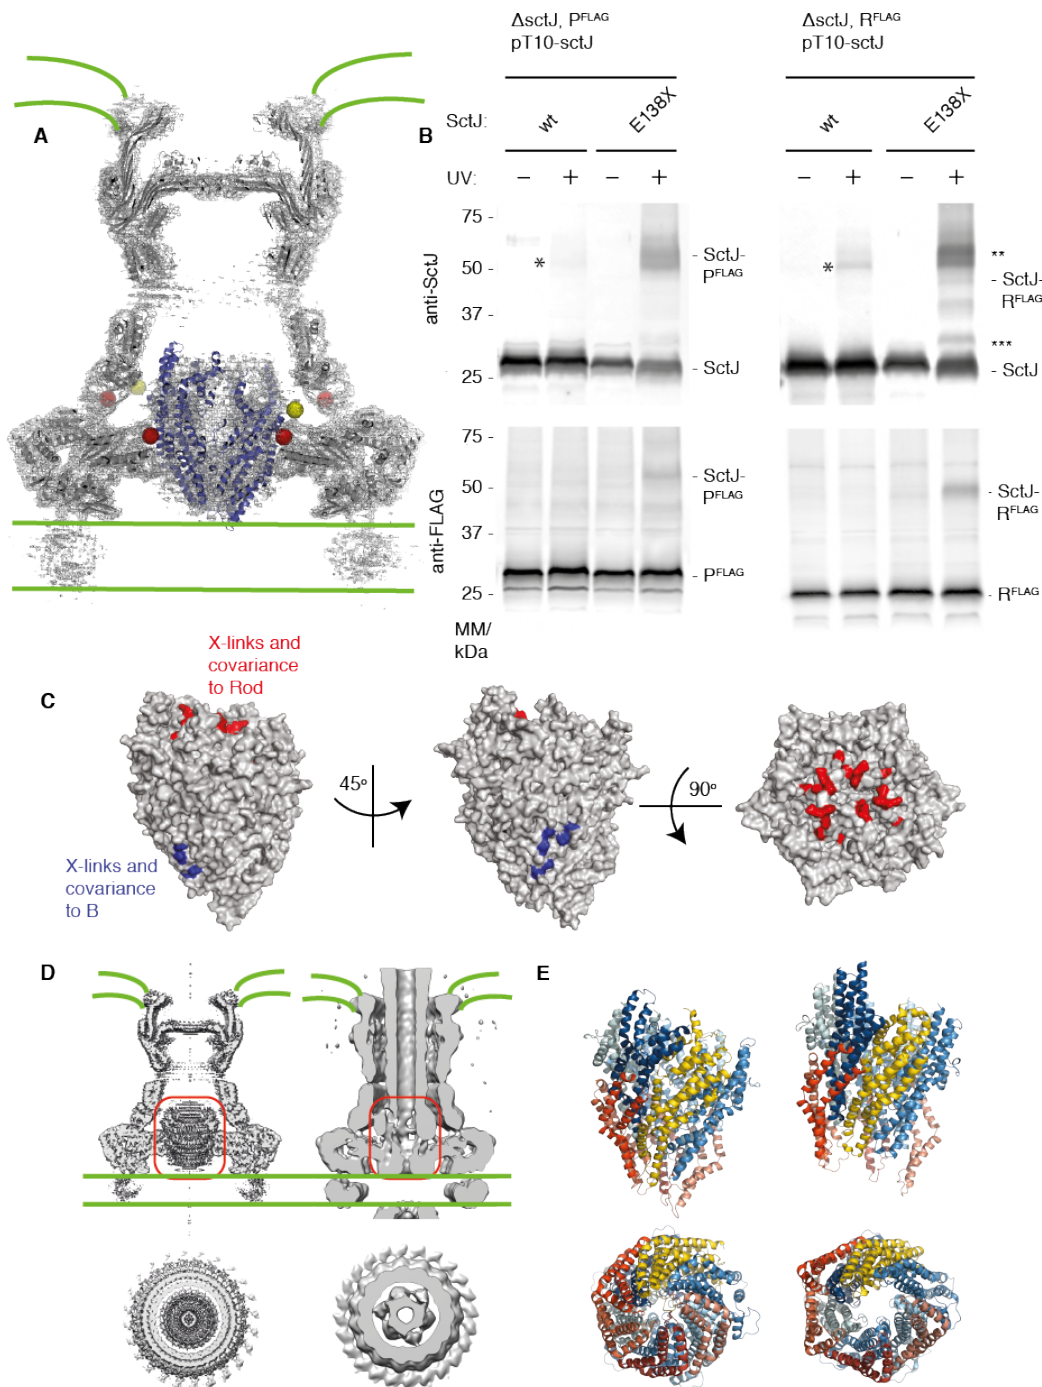 ΔsctJ, PFLAG
pT10-sctJ
ΔsctJ, RFLAG
pT10-sctJ
A
B
SctJ:
wt
E138X
wt
E138X
UV:
–
+
–
+
–
+
–
+
anti-SctJ
75 -
50 -
37 -
25 -
*
- SctJ-
PFLAG
- SctJ
*
**
- SctJ-
RFLAG
***
- SctJ
anti-FLAG
75 -
50 -
37 -
25 -
- SctJ-
PFLAG
- PFLAG
- SctJ-
RFLAG
- RFLAG
MM/
kDa
C
X-links and
covariance
to Rod
45º
90º
X-links and
covariance
to B
D
E